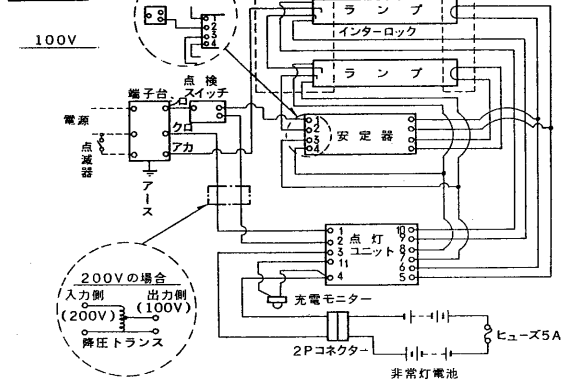 ランプ
1
2
3
4
100V
インターロック
ランプ
点検
スイッチ
端子台
シロ
電源
クロ
1
2
3
4
安定器
点滅器
アカ
アース
1
2
3
11
4
点灯
ユニット
10
9
8
7
6
5
200Vの場合
入力側
(200V)
出力側
(100V)
降圧トランス
充電モニター
2Pコネクター
ヒューズ5A
非常灯電池